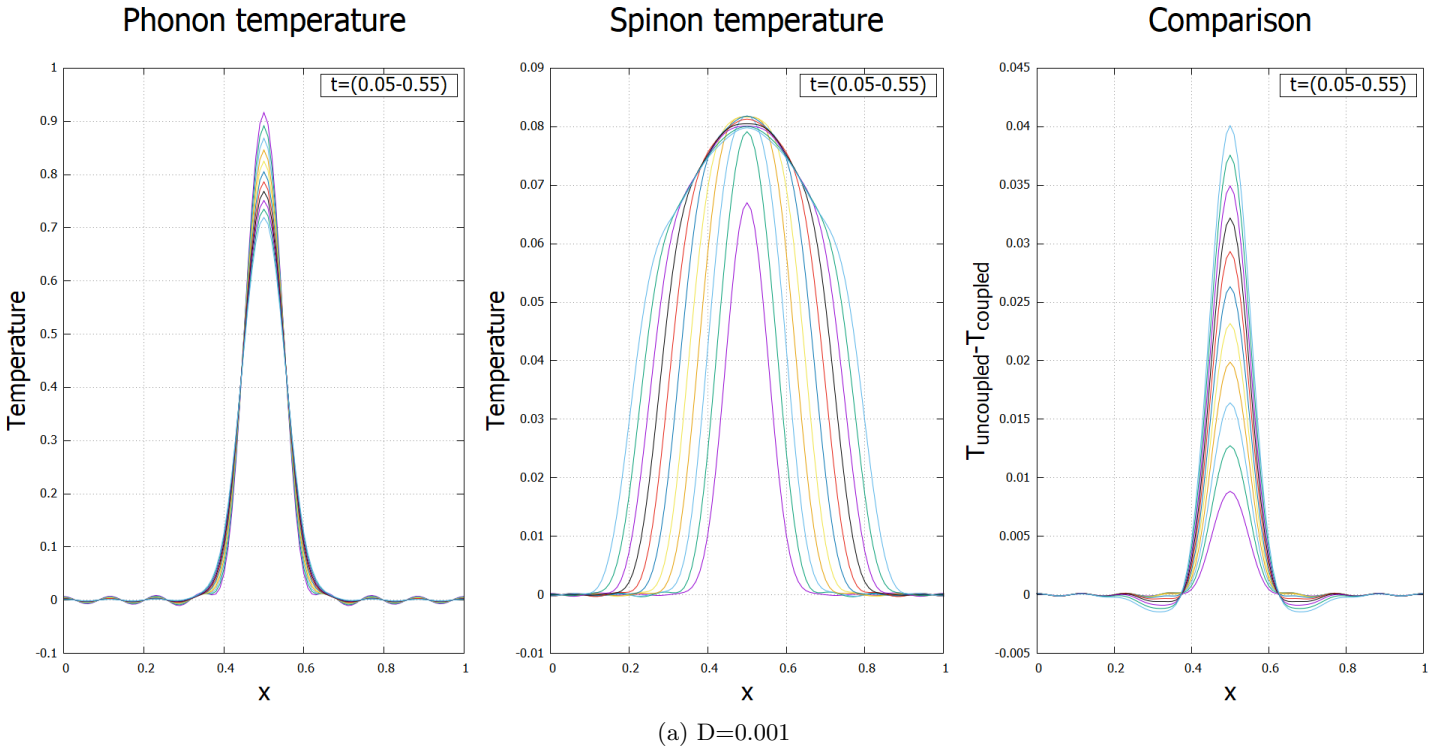 Phonon temperature
Spinon temperature
Comparison
t=(0.05-0.55)
t=(0.05-0.55)
t=(0.05-0.55)
1
0.9
0.8
0.7
0.6
0.5
0.4
0.3
0.2
0.1
0
-0.1
Temperature
0 0.2 0.4 0.6 0.8 1
x
0.09
0.08
0.07
0.06
0.05
0.04
0.03
0.02
0.01
0
-0.01
Temperature
0 0.2 0.4 0.6 0.8 1
x
0.045
0.04
0.035
0.03
0.025
0.02
0.015
0.01
0.005
0
-0.005
Tuncoupled-Tcoupled
0 0.2 0.4 0.6 0.8 1
x
(a) D=0.001